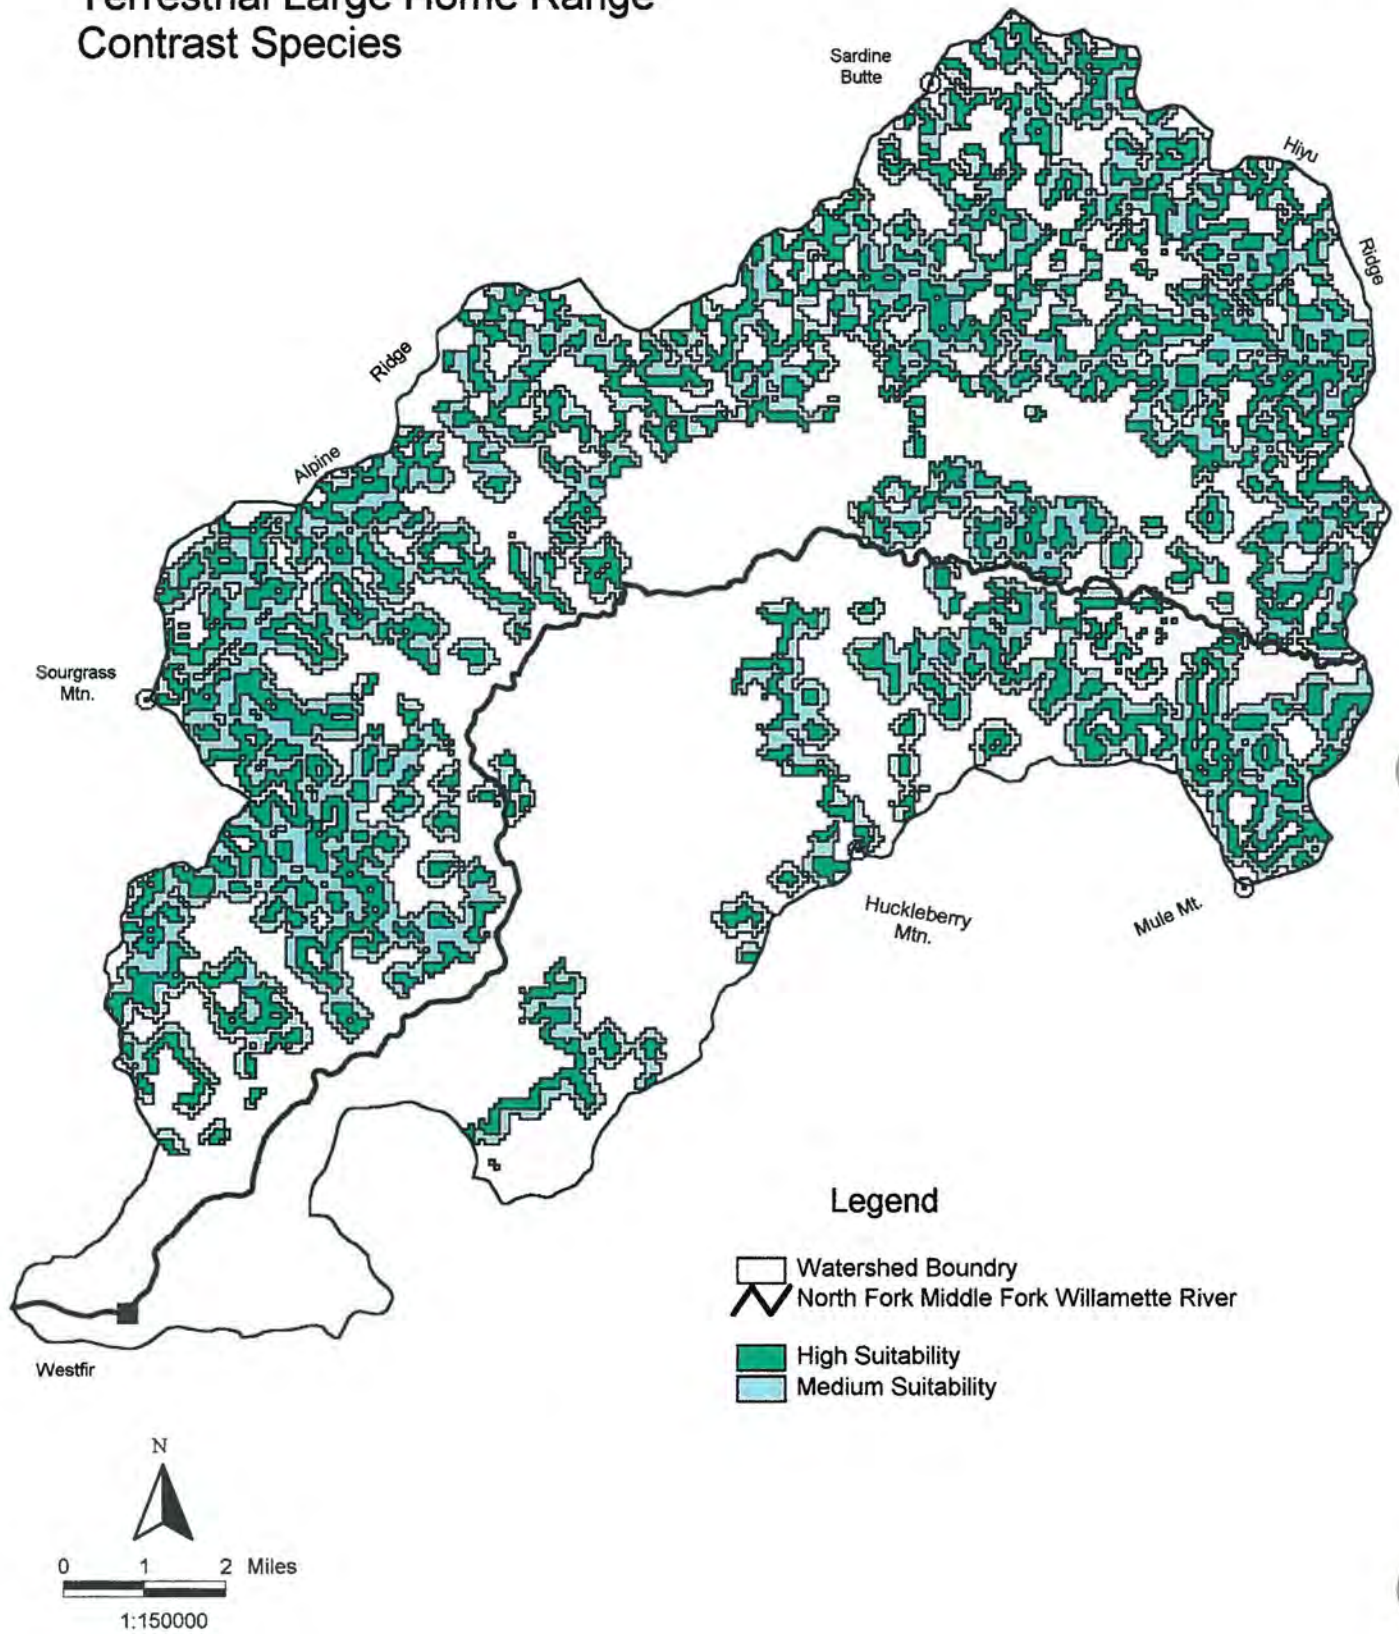 Terrestrial Large Home Range
Contrast Species
Sardine
Butte
Hiyu
Ridge
Ridge
Alpine
Sourgrass
Mtn.
Huckleberry
Mtn.
Mule Mt.
Legend
Watershed Boundry
North Fork Middle Fork Willamette River
High Suitability
Medium Suitability
Westfir
N
0 1 2 Miles
1:150000